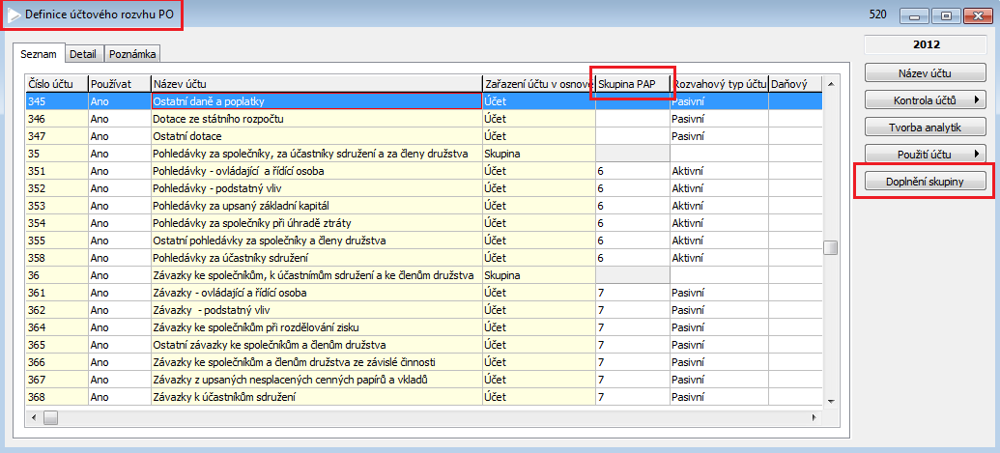 Definice účtového rozvhu PO 520
2012
Seznam Detail Poznámka
Číslo účtu Používat Název účtu Zařazení účtu v osnově Skupina PAP Rozvahový typ účtu Daňový
345 Ano Ostatní daně a poplatky Účet Pasivní
346 Ano Dotace ze státního rozpočtu Účet Pasivní
347 Ano Ostatní dotace Účet Pasivní
35 Ano Pohledávky za společníky, za účastníky sdružení a za členy družstva Skupina
351 Ano Pohledávky - ovládající a řídící osoba Účet 6 Aktivní
352 Ano Pohledávky - podstatný vliv Účet 6 Aktivní
353 Ano Pohledávky za upsaný základní kapitál Účet 6 Aktivní
354 Ano Pohledávky za společníky při úhradě ztráty Účet 6 Aktivní
355 Ano Ostatní pohledávky za společníky a členy družstva Účet 6 Aktivní
358 Ano Pohledávky za účastníky sdružení Účet 6 Aktivní
36 Ano Závazky ke společníkům, k účastnímům sdružení a ke členům družstva Skupina
361 Ano Závazky - ovládající a řídící osoba Účet 7 Pasivní
362 Ano Závazky - podstatný vliv Účet 7 Pasivní
364 Ano Závazky ke společníkům při rozdělování zisku Účet 7 Pasivní
365 Ano Ostatní závazky ke společníkům a členům družstva Účet 7 Pasivní
366 Ano Závazky ke společníkům a členům družstva ze závislé činnosti Účet 7 Pasivní
367 Ano Závazky z upsaných nesplacených cenných papírů a vkladů Účet 7 Pasivní
368 Ano Závazky k účastníkům sdružení Účet 7 Pasivní
Název účtu
Kontrola účtů
Tvorba analytik
Použití účtu
Doplnění skupiny